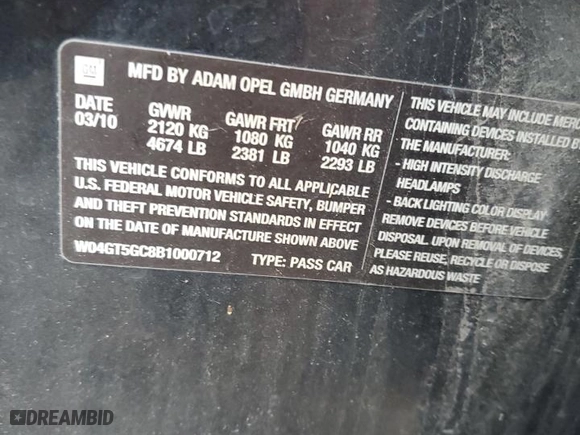 GM
MFD BY ADAM OPEL GMBH GERMANY
DATE GVWR GAWR FRT GAWR RR
03/10 2120 KG 1080 KG 1040 KG
4674 LB 2381 LB 2293 LB
THIS VEHICLE CONFORMS TO ALL APPLICABLE
U.S. FEDERAL MOTOR VEHICLE SAFETY, BUMPER
AND THEFT PREVENTION STANDARDS IN EFFECT
ON THE DATE OF MANUFACTURE SHOWN ABOVE
W04GT5GC8B1000712 TYPE: PASS CAR
THIS VEHICLE MAY INCLUDE
CONTAINING DEVICES INSTALLED
THE MANUFACTURER:
- HIGH INTENSITY DISCHARGE
HEADLAMPS
- BACK LIGHTING COLOR DISPLAY
REMOVE DEVICES BEFORE VEHICLE
DISPOSAL. UPON REMOVAL OF DEVICES,
PLEASE REUSE, RECYCLE OR DISPOSE
AS HAZARDOUS WASTE
DREAMBID